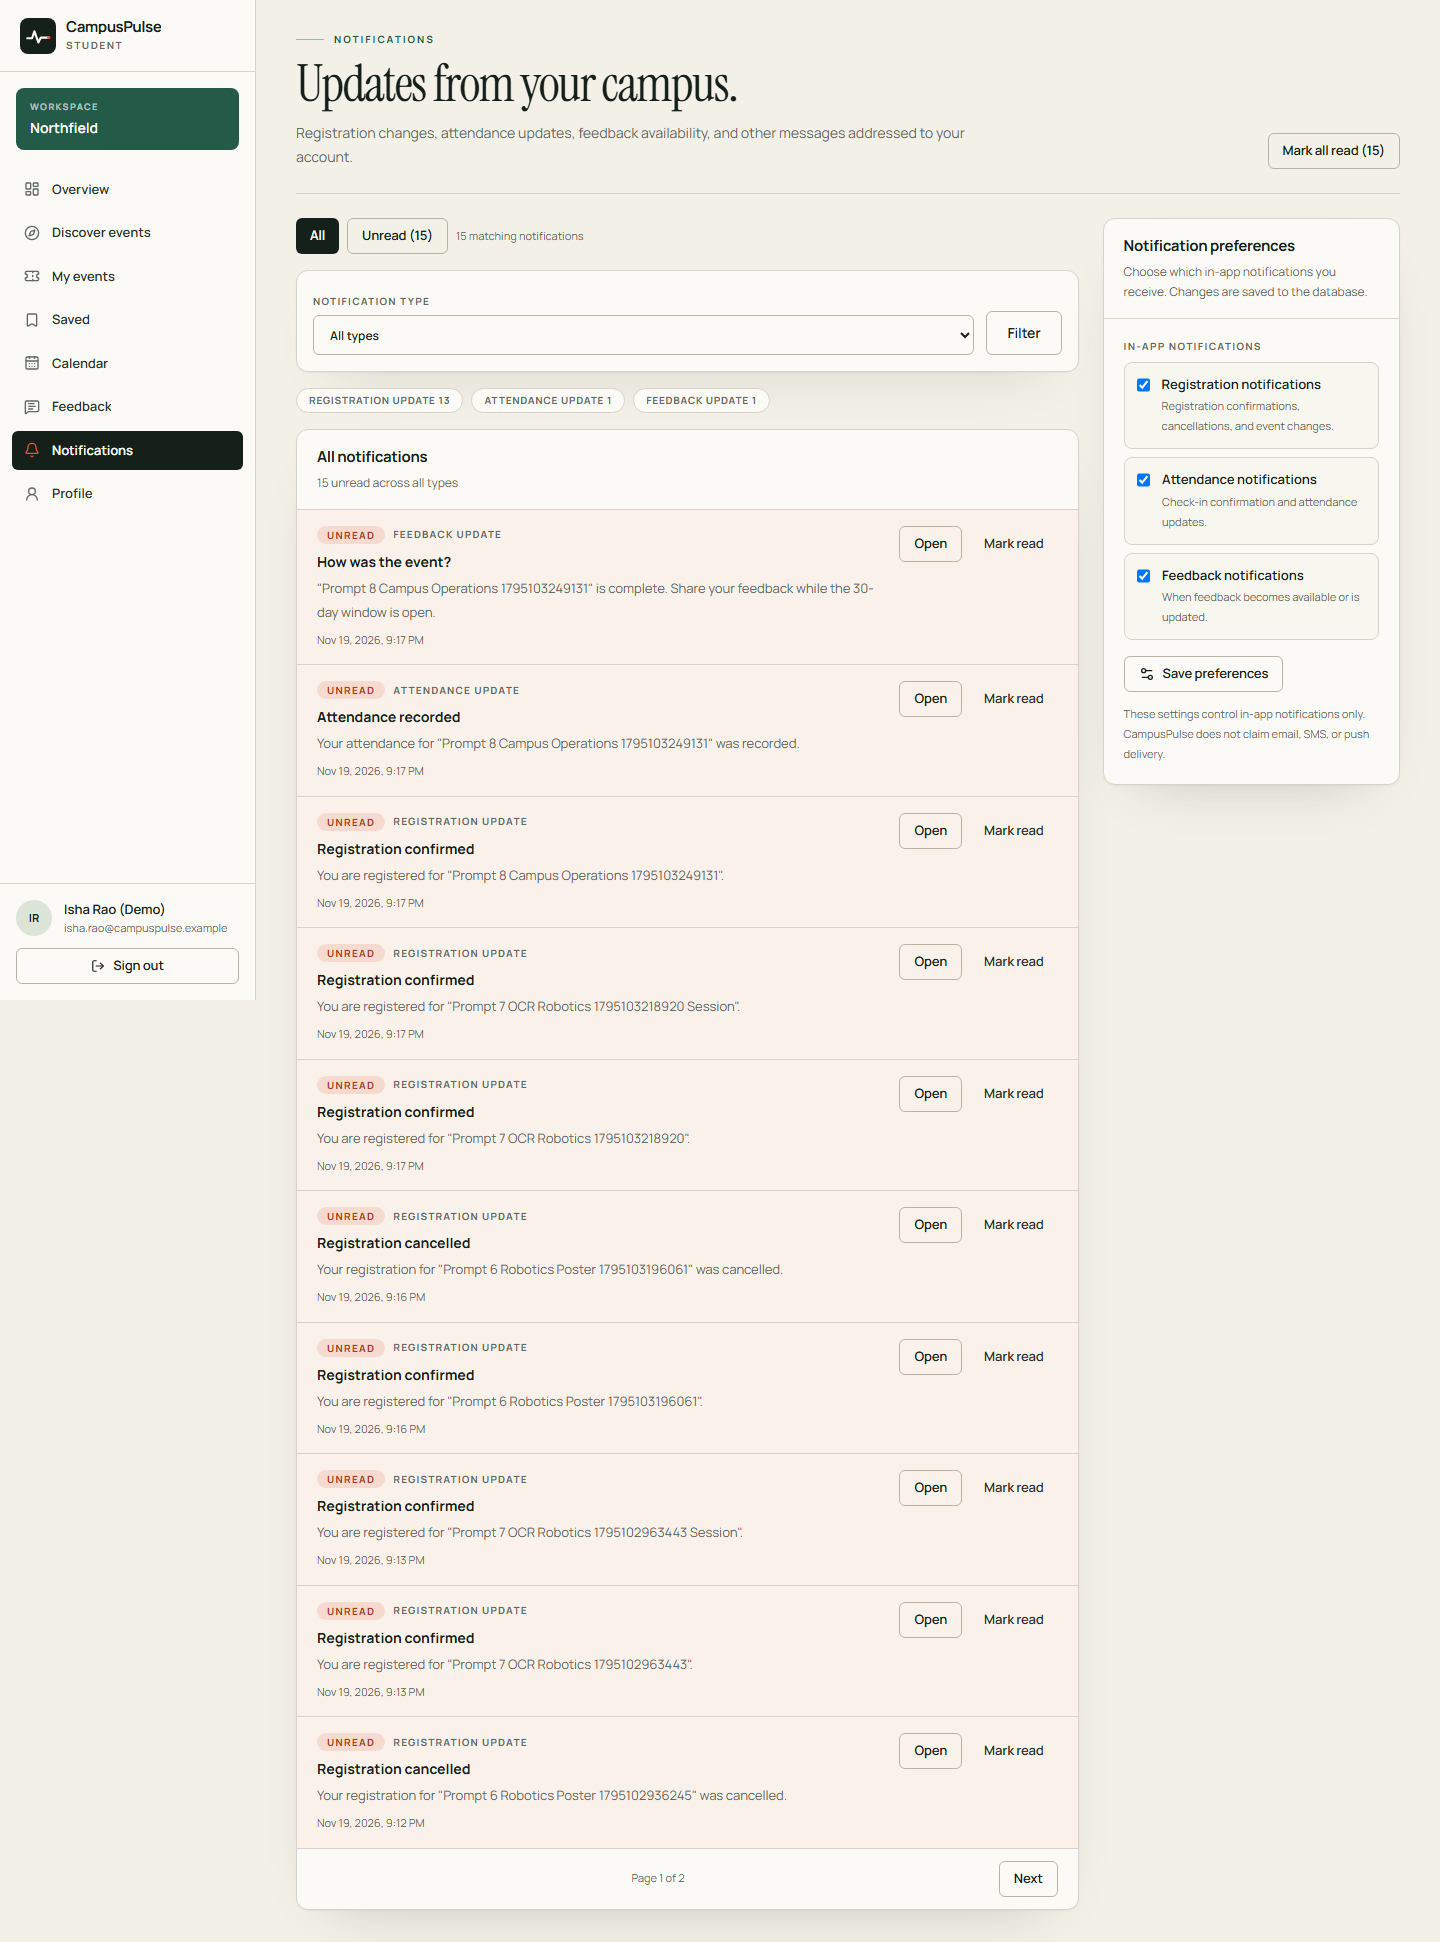 CampusPulse
STUDENT
WORKSPACE
Northfield
Overview
Discover events
My events
Saved
Calendar
Feedback
Notifications
Profile
IR
Isha Rao (Demo)
isha.rao@campuspulse.example
Sign out
NOTIFICATIONS
Updates from your campus.
Registration changes, attendance updates, feedback availability, and other messages addressed to your
account.
Mark all read (15)
All
Unread (15)
15 matching notifications
NOTIFICATION TYPE
All types
Filter
REGISTRATION UPDATE 13
ATTENDANCE UPDATE 1
FEEDBACK UPDATE 1
All notifications
15 unread across all types
UNREAD FEEDBACK UPDATE
How was the event?
"Prompt 8 Campus Operations 1795103249131" is complete. Share your feedback while the 30-
day window is open.
Nov 19, 2026, 9:17 PM
Open
Mark read
UNREAD ATTENDANCE UPDATE
Attendance recorded
Your attendance for "Prompt 8 Campus Operations 1795103249131" was recorded.
Nov 19, 2026, 9:17 PM
Open
Mark read
UNREAD REGISTRATION UPDATE
Registration confirmed
You are registered for "Prompt 8 Campus Operations 1795103249131".
Nov 19, 2026, 9:17 PM
Open
Mark read
UNREAD REGISTRATION UPDATE
Registration confirmed
You are registered for "Prompt 7 OCR Robotics 1795103218920 Session".
Nov 19, 2026, 9:17 PM
Open
Mark read
UNREAD REGISTRATION UPDATE
Registration confirmed
You are registered for "Prompt 7 OCR Robotics 1795103218920".
Nov 19, 2026, 9:17 PM
Open
Mark read
UNREAD REGISTRATION UPDATE
Registration cancelled
Your registration for "Prompt 6 Robotics Poster 1795103196061" was cancelled.
Nov 19, 2026, 9:16 PM
Open
Mark read
UNREAD REGISTRATION UPDATE
Registration confirmed
You are registered for "Prompt 6 Robotics Poster 1795103196061".
Nov 19, 2026, 9:16 PM
Open
Mark read
UNREAD REGISTRATION UPDATE
Registration confirmed
You are registered for "Prompt 7 OCR Robotics 1795102963443 Session".
Nov 19, 2026, 9:13 PM
Open
Mark read
UNREAD REGISTRATION UPDATE
Registration confirmed
You are registered for "Prompt 7 OCR Robotics 1795102963443".
Nov 19, 2026, 9:13 PM
Open
Mark read
UNREAD REGISTRATION UPDATE
Registration cancelled
Your registration for "Prompt 6 Robotics Poster 1795102936245" was cancelled.
Nov 19, 2026, 9:12 PM
Open
Mark read
Page 1 of 2
Next
Notification preferences
Choose which in-app notifications you
receive. Changes are saved to the database.
IN-APP NOTIFICATIONS
Registration notifications
Registration confirmations,
cancellations, and event changes.
Attendance notifications
Check-in confirmation and attendance
updates.
Feedback notifications
When feedback becomes available or is
updated.
Save preferences
These settings control in-app notifications only.
CampusPulse does not claim email, SMS, or push
delivery.